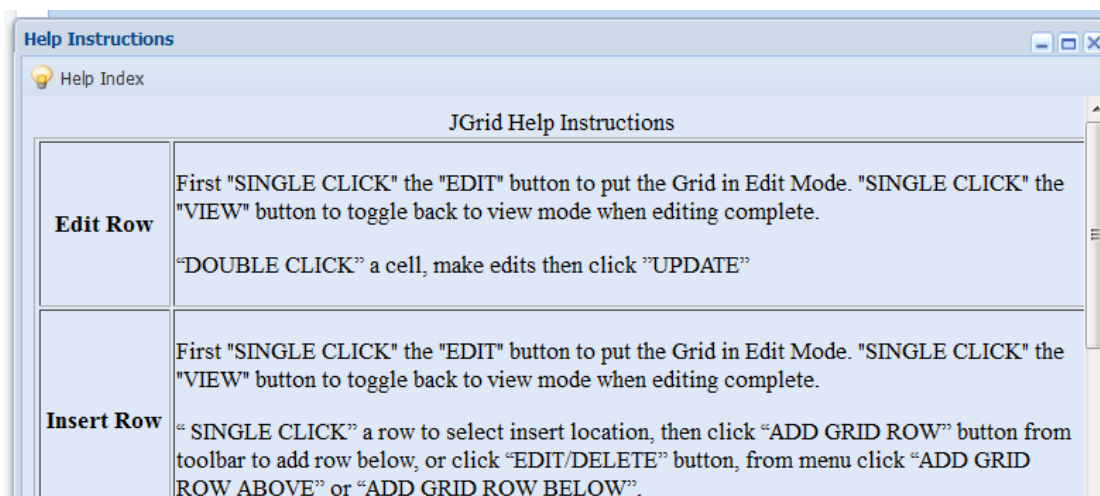 Help Instructions
Help Index
JGrid Help Instructions
Edit Row
First "SINGLE CLICK" the "EDIT" button to put the Grid in Edit Mode. "SINGLE CLICK" the
"VIEW" button to toggle back to view mode when editing complete.
“DOUBLE CLICK” a cell, make edits then click ”UPDATE”
Insert Row
First "SINGLE CLICK" the "EDIT" button to put the Grid in Edit Mode. "SINGLE CLICK" the
"VIEW" button to toggle back to view mode when editing complete.
“ SINGLE CLICK” a row to select insert location, then click “ADD GRID ROW” button from
toolbar to add row below, or click “EDIT/DELETE” button, from menu click “ADD GRID
ROW ABOVE” or “ADD GRID ROW BELOW”.